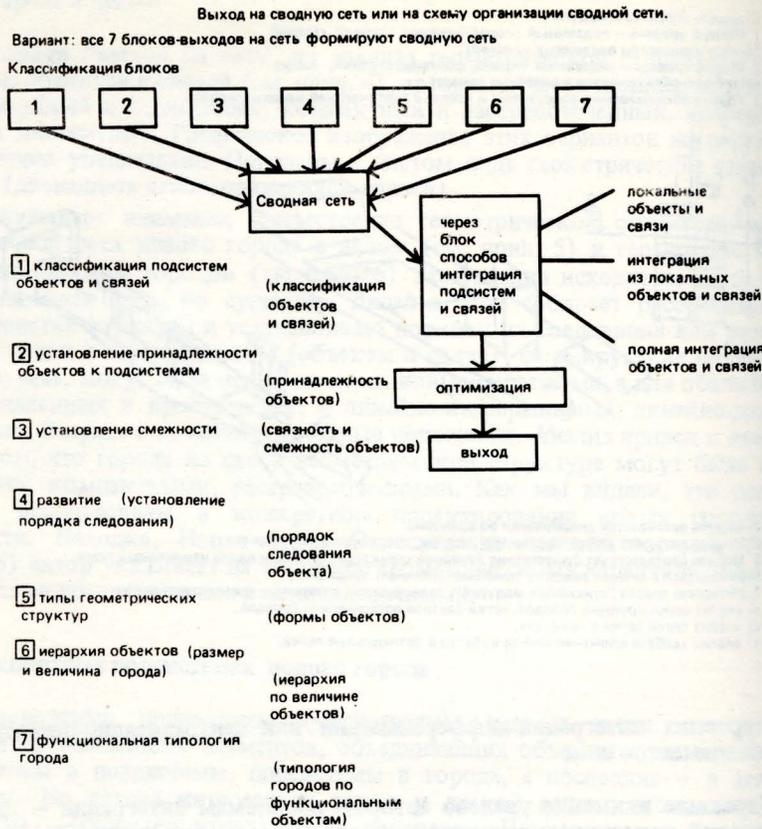 Выход на сводную сеть или на схему организации сводной сети.
Вариант: все 7 блоков-выходов на сеть формируют сводную сеть
Классификация блоков
1 2 3 4 5 6 7
Сводная сеть
через
блок
способов
интеграции
подсистем
и связей
локальные
объекты и
связи
интеграция
из локальных
объектов и связей
полная интеграция
объектов и связей
оптимизация
выход
1 классификация подсистем
объектов и связей
(классификация
объектов
и связей)
2 установление принадлежности
объектов к подсистемам
(принадлежность
объектов)
3 установление смежности
(связность и
смежность объектов)
4 развитие (установление
порядка следования)
(порядок
следования
объекта)
5 типы геометрических
структур
(формы объектов)
6 иерархия объектов (размер
и величина города)
(иерархия
по величине
объектов)
7 функциональная типология
города
(типология
городов по
функциональным
объектам)